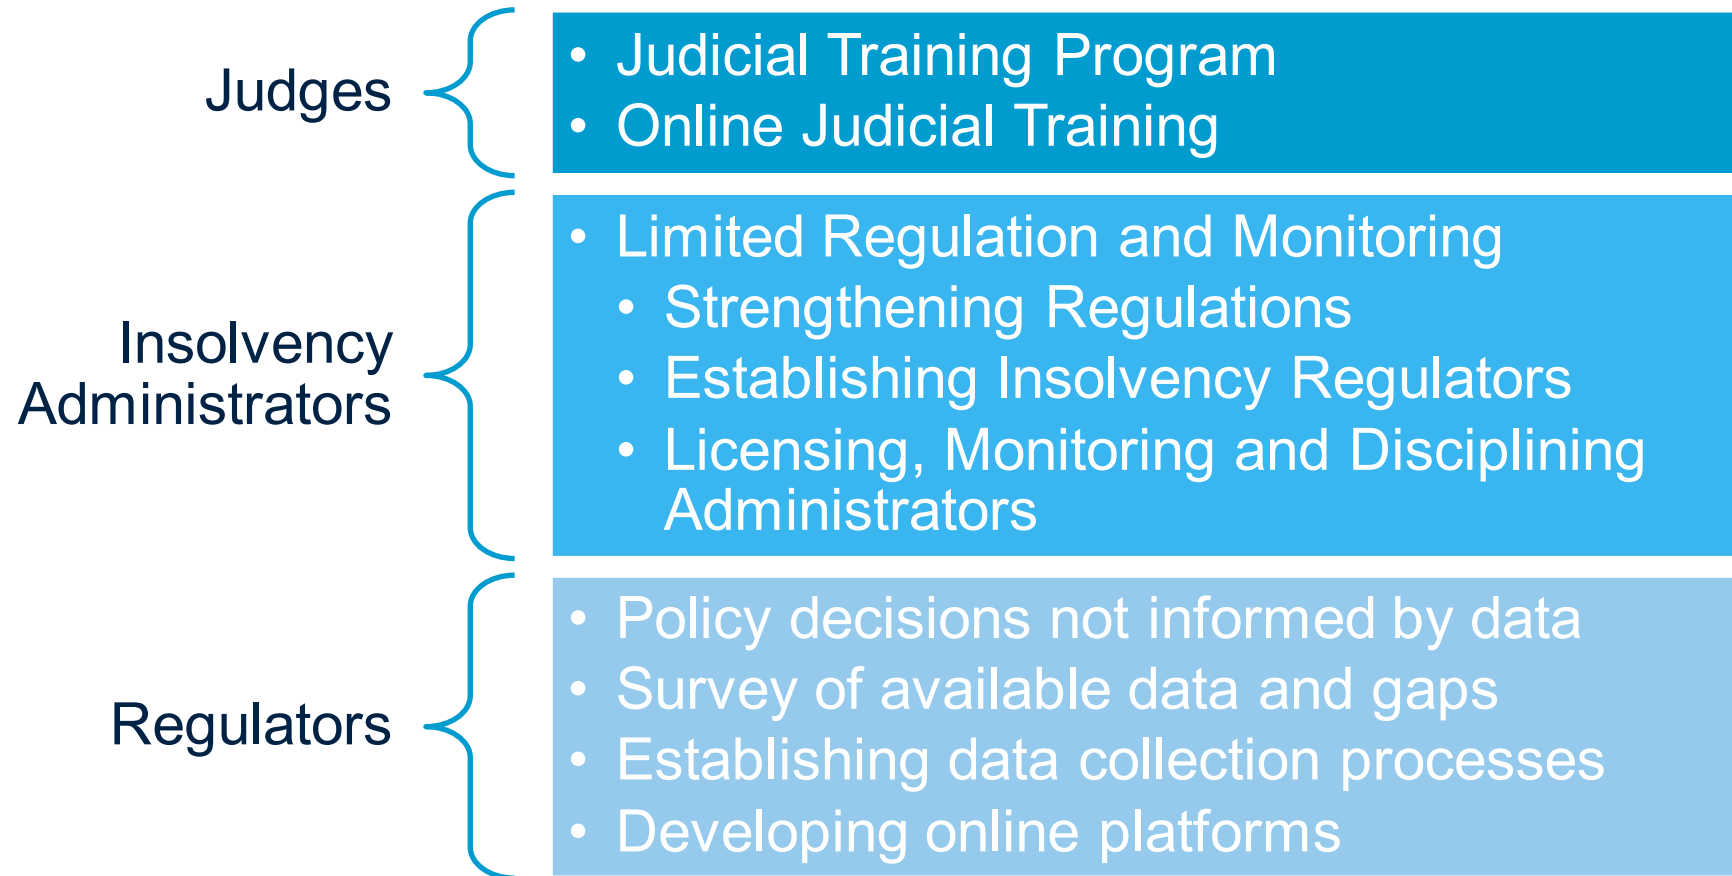 Judges
• Judicial Training Program
• Online Judicial Training
Insolvency
Administrators
• Limited Regulation and Monitoring
• Strengthening Regulations
• Establishing Insolvency Regulators
• Licensing, Monitoring and Disciplining
Administrators
Regulators
• Policy decisions not informed by data
• Survey of available data and gaps
• Establishing data collection processes
• Developing online platforms